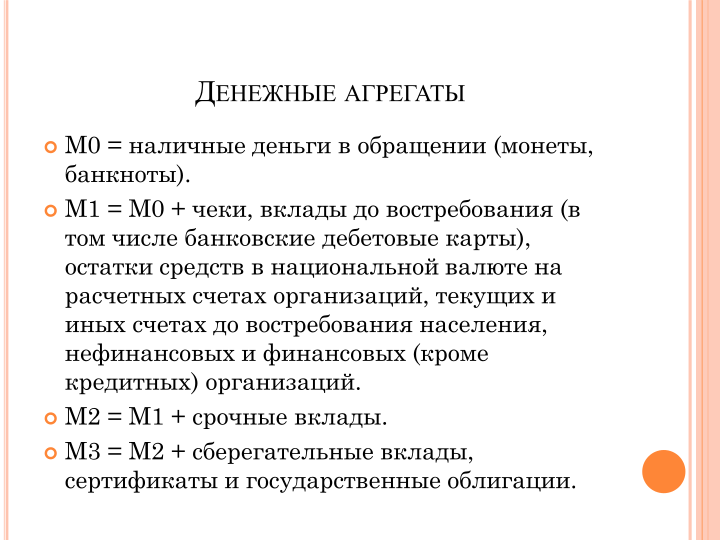 Денежные агрегаты
М0 = наличные деньги в обращении (монеты,
банкноты).
М1 = М0 + чеки, вклады до востребования (в
том числе банковские дебетовые карты),
остатки средств в национальной валюте на
расчетных счетах организаций, текущих и
иных счетах до востребования населения,
нефинансовых и финансовых (кроме
кредитных) организаций.
М2 = М1 + срочные вклады.
М3 = М2 + сберегательные вклады,
сертификаты и государственные облигации.